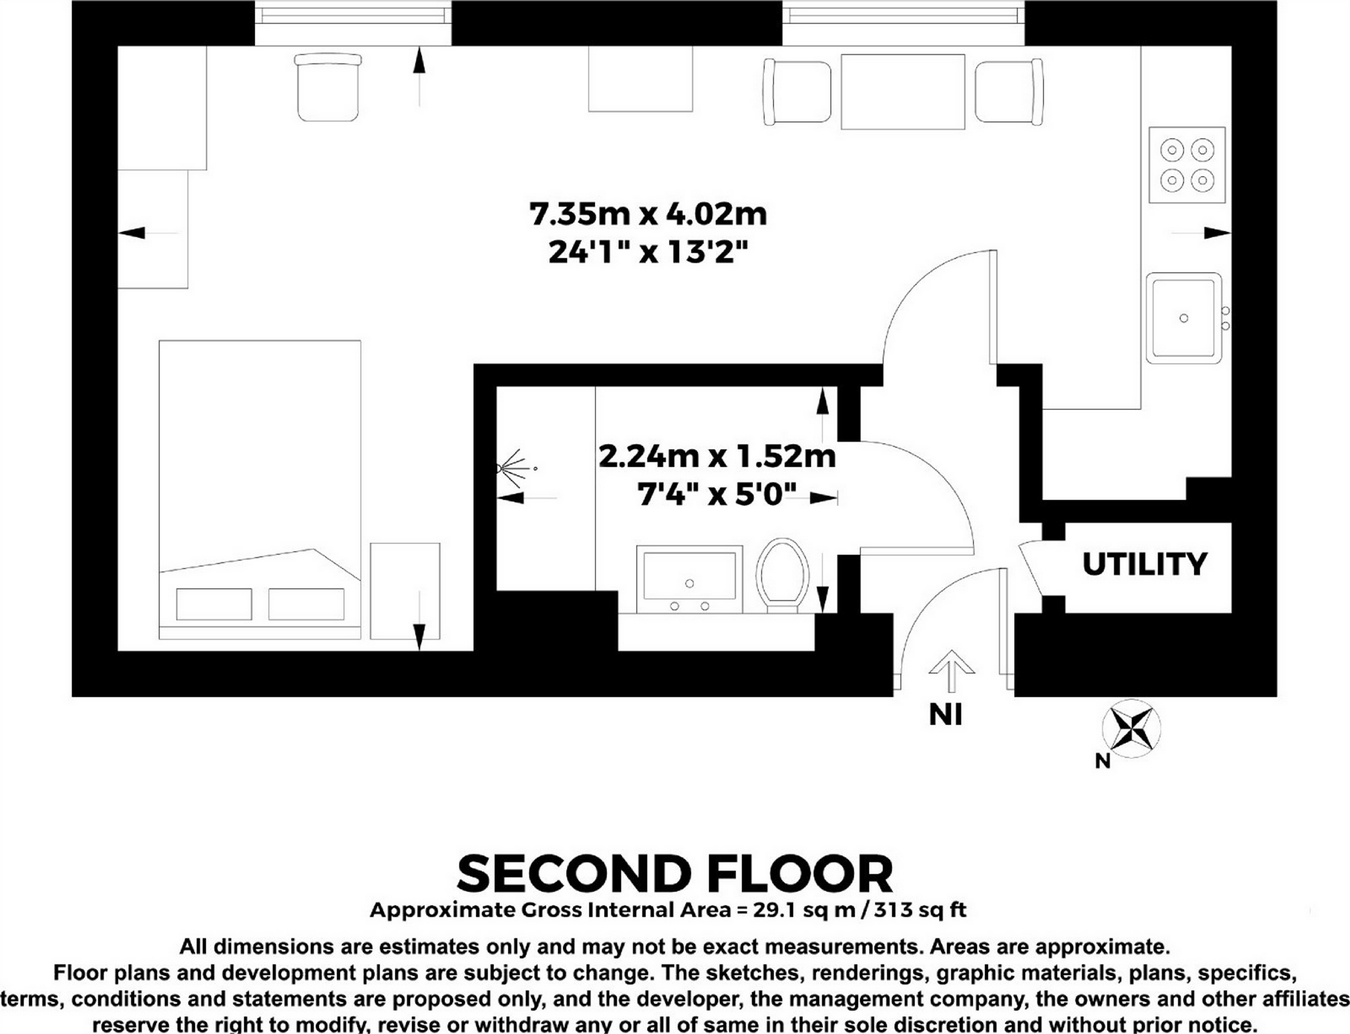 7.35m x 4.02m
24'1" x 13'2"
2.24m x 1.52m
7'4" x 5'0"
UTILITY
NI
N
SECOND FLOOR
Approximate Gross Internal Area = 29.1 sq m / 313 sq ft
All dimensions are estimates only and may not be exact measurements. Areas are approximate.
Floor plans and development plans are subject to change. The sketches, renderings, graphic materials, plans, specifics,
terms, conditions and statements are proposed only, and the developer, the management company, the owners and other affiliates
reserve the right to modify, revise or withdraw any or all of same in their sole discretion and without prior notice.